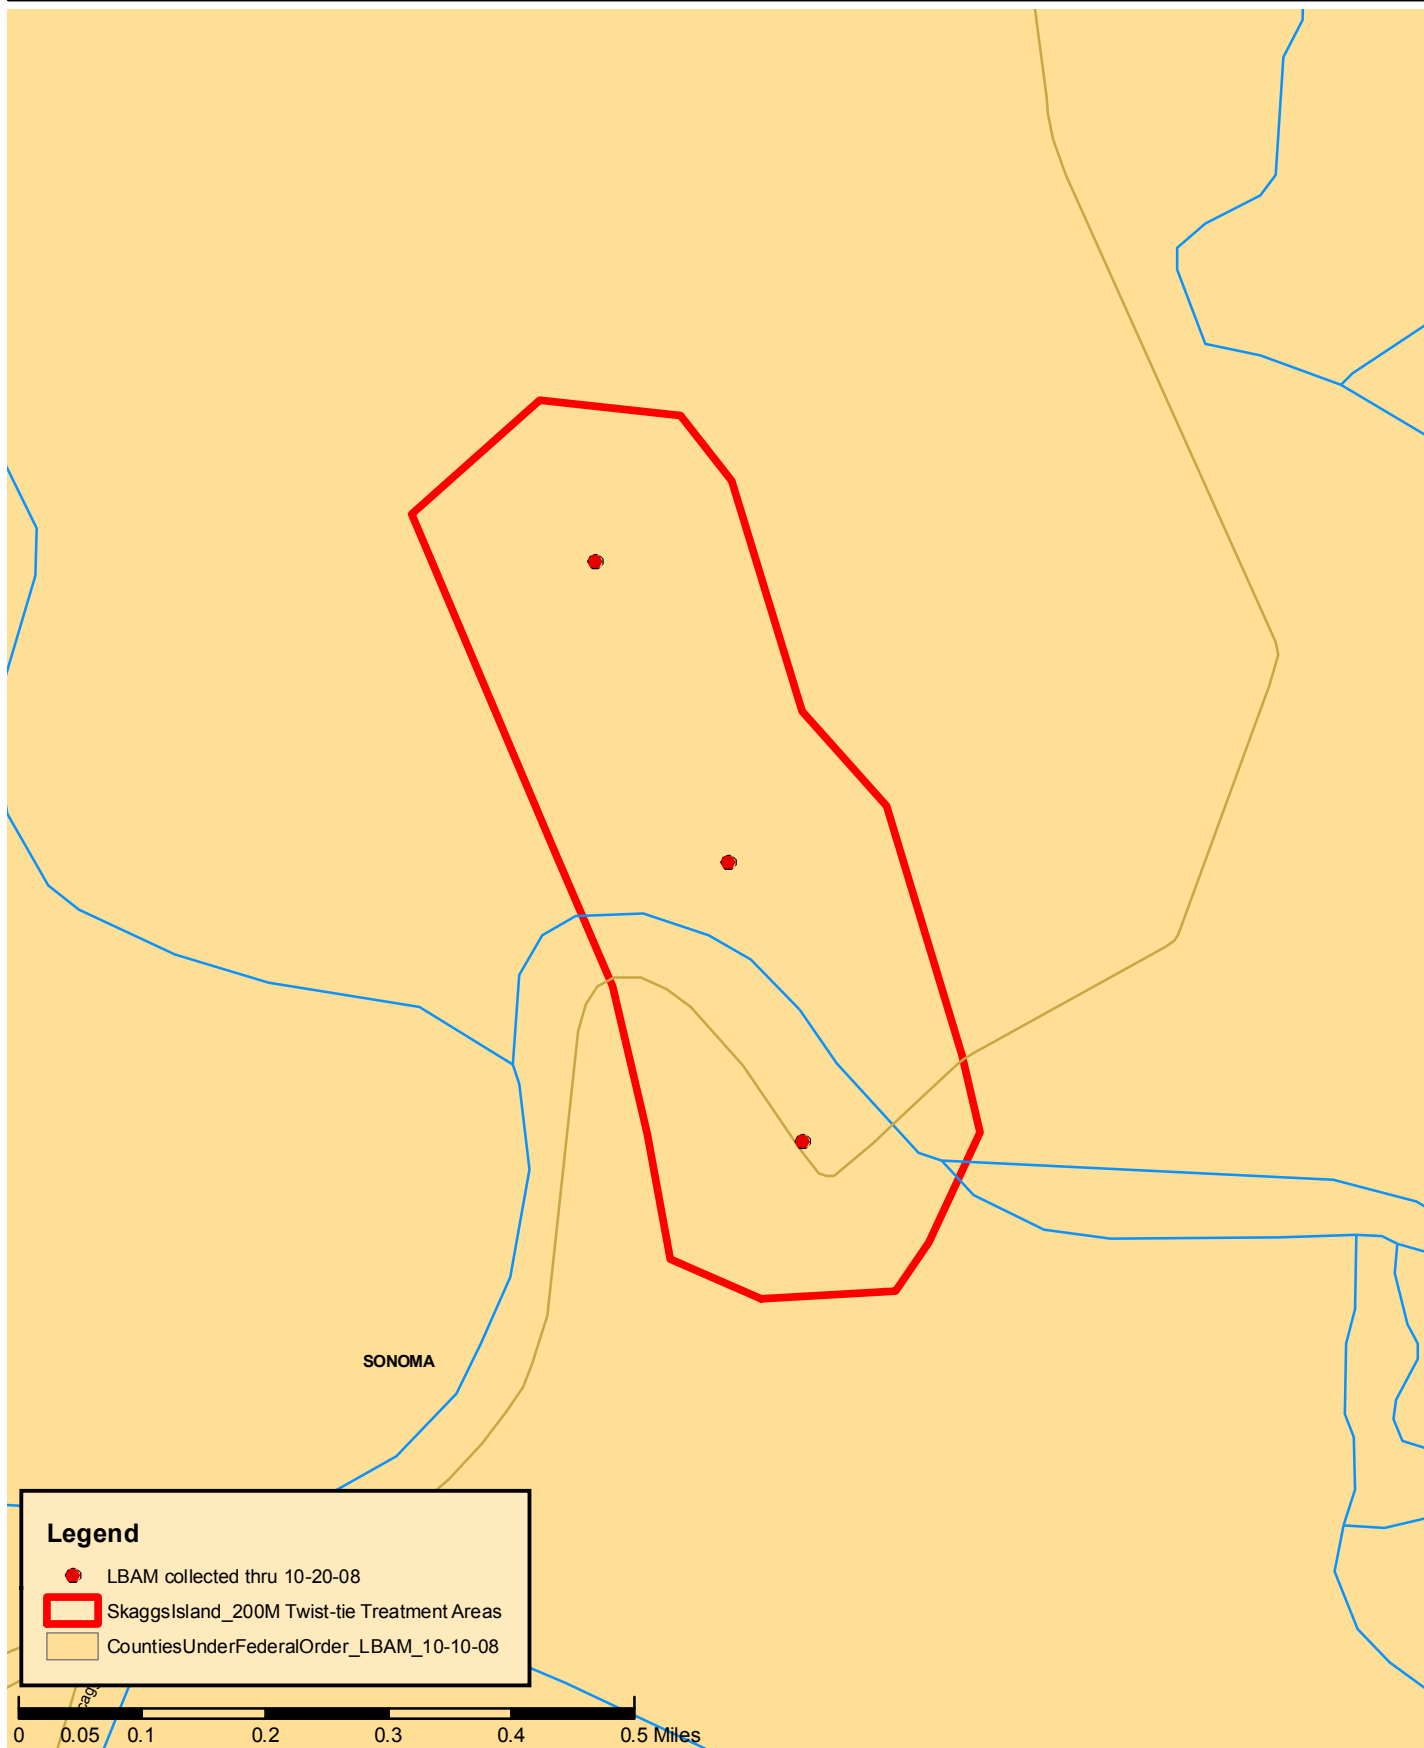 SONOMA
Legend
LBAM collected thru 10-20-08
SkaggsIsland_200M Twist-tie Treatment Areas
CountiesUnderFederalOrder_LBAM_10-10-08
0 0.05 0.1 0.2 0.3 0.4 0.5 Miles